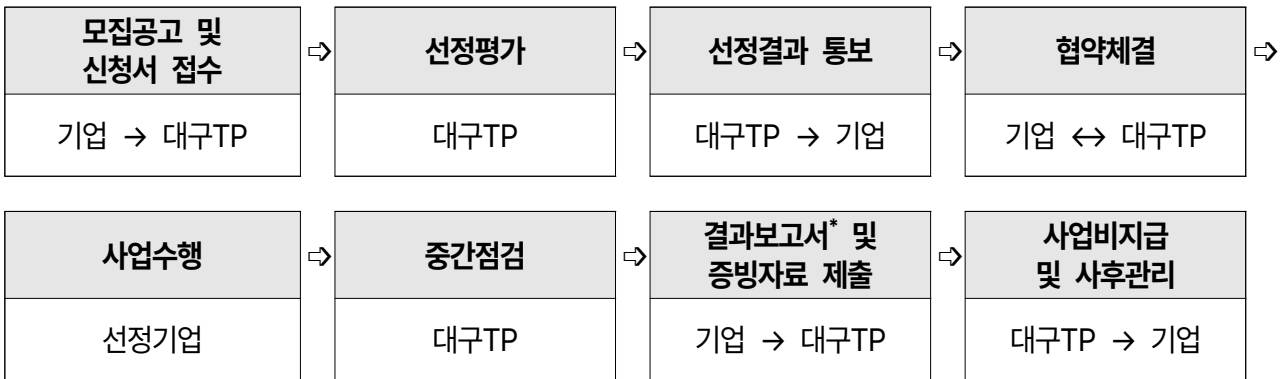 모집공고 및
신청서 접수
⇨
선정평가
⇨
선정결과 통보
⇨
협약체결
⇨
기업 → 대구TP
대구TP
대구TP → 기업
기업 ↔ 대구TP
사업수행
⇨
중간점검
⇨
결과보고서* 및
증빙자료 제출
⇨
사업비지급
및 사후관리
선정기업
대구TP
기업 → 대구TP
대구TP → 기업